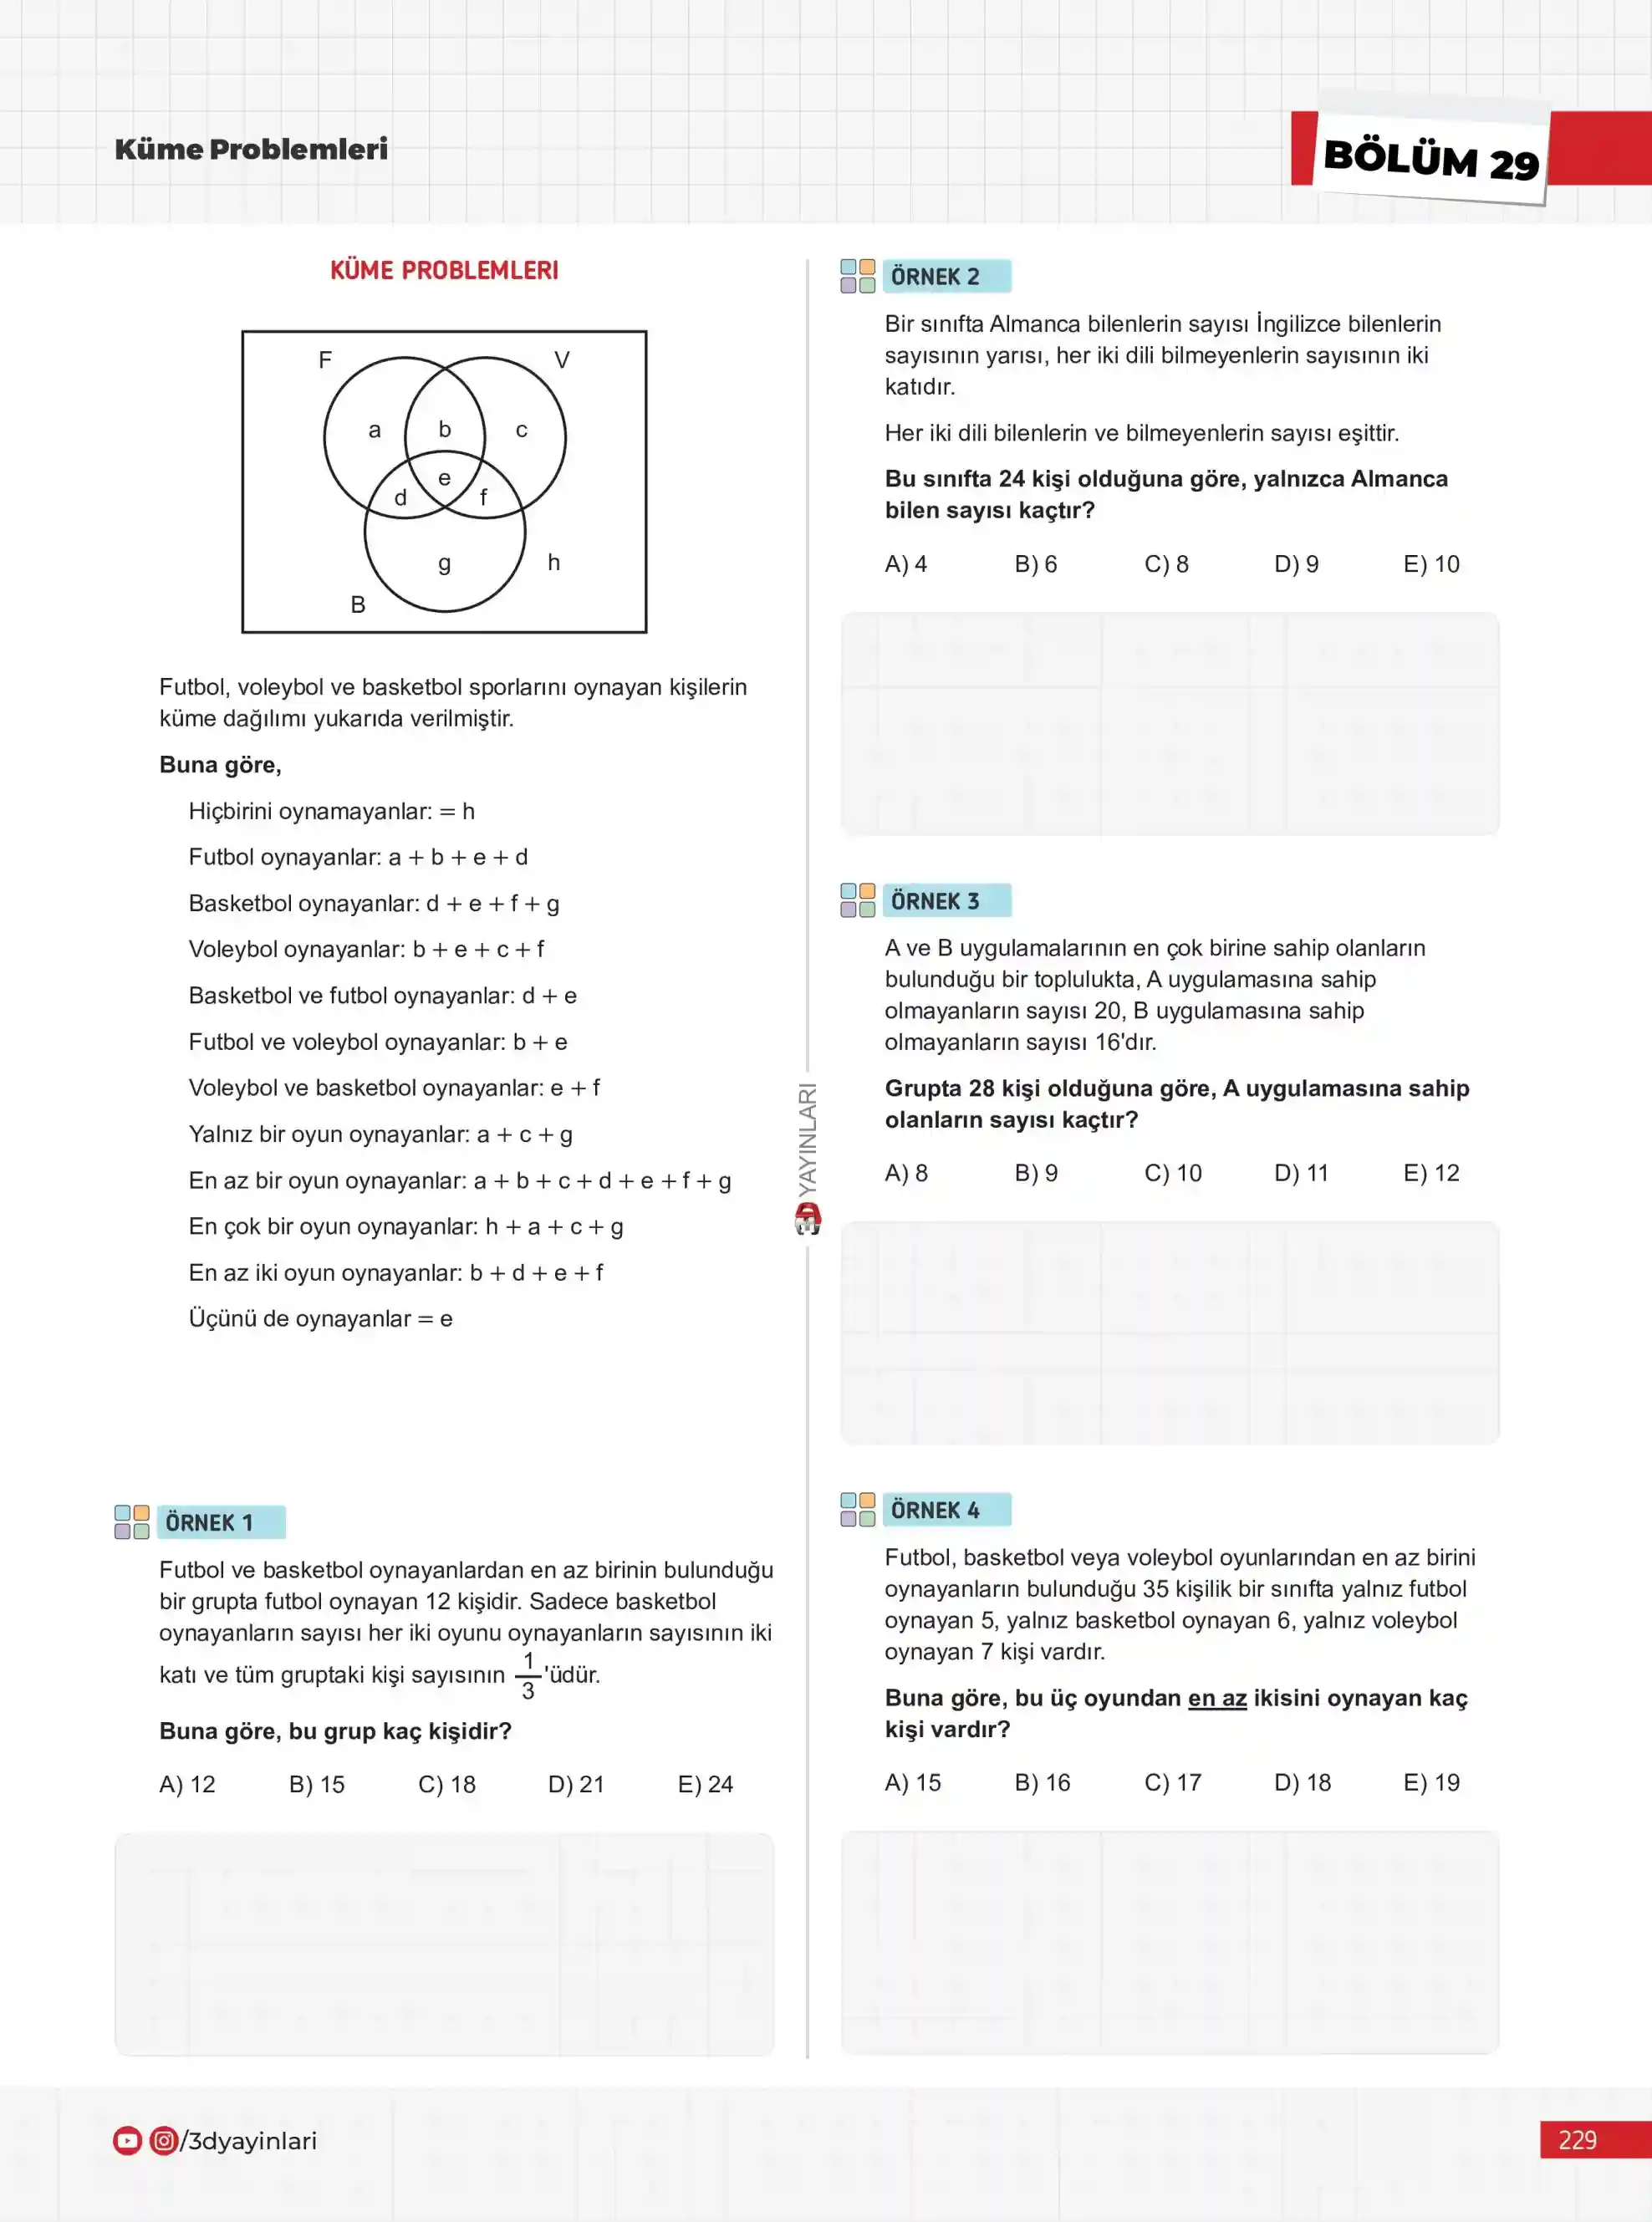 Küme Problemleri
BÖLÜM 29
KÜME PROBLEMLERI
F
V
a
b
c
e
d
f
g
h
B
Futbol, voleybol ve basketbol sporlarını oynayan kişilerin
küme dağılımı yukarıda verilmiştir.
Buna göre,
Hiçbirini oynamayanlar: = h
Futbol oynayanlar: a + b + e + d
Basketbol oynayanlar: d + e + f + g
Voleybol oynayanlar: b + e + c + f
Basketbol ve futbol oynayanlar: d + e
Futbol ve voleybol oynayanlar: b + e
Voleybol ve basketbol oynayanlar: e + f
Yalnız bir oyun oynayanlar: a + c + g
En az bir oyun oynayanlar: a + b + c + d + e + f + g
En çok bir oyun oynayanlar: h + a + c + g
En az iki oyun oynayanlar: b + d + e + f
Üçünü de oynayanlar = e
ÖRNEK 1
Futbol ve basketbol oynayanlardan en az birinin bulunduğu
bir grupta futbol oynayan 12 kişidir. Sadece basketbol
oynayanların sayısı her iki oyunu oynayanların sayısının iki
katı ve tüm gruptaki kişi sayısının 1/3'üdür.
Buna göre, bu grup kaç kişidir?
A) 12 B) 15 C) 18 D) 21 E) 24
3D YAYINLARI
ÖRNEK 2
Bir sınıfta Almanca bilenlerin sayısı İngilizce bilenlerin
sayısının yarısı, her iki dili bilmeyenlerin sayısının iki
katıdır.
Her iki dili bilenlerin ve bilmeyenlerin sayısı eşittir.
Bu sınıfta 24 kişi olduğuna göre, yalnızca Almanca
bilen sayısı kaçtır?
A) 4 B) 6 C) 8 D) 9 E) 10
ÖRNEK 3
A ve B uygulamalarının en çok birine sahip olanların
bulunduğu bir toplulukta, A uygulamasına sahip
olmayanların sayısı 20, B uygulamasına sahip
olmayanların sayısı 16'dır.
Grupta 28 kişi olduğuna göre, A uygulamasına sahip
olanların sayısı kaçtır?
A) 8 B) 9 C) 10 D) 11 E) 12
ÖRNEK 4
Futbol, basketbol veya voleybol oyunlarından en az birini
oynayanların bulunduğu 35 kişilik bir sınıfta yalnız futbol
oynayan 5, yalnız basketbol oynayan 6, yalnız voleybol
oynayan 7 kişi vardır.
Buna göre, bu üç oyundan en az ikisini oynayan kaç
kişi vardır?
A) 15 B) 16 C) 17 D) 18 E) 19
/3dyayinlari
229